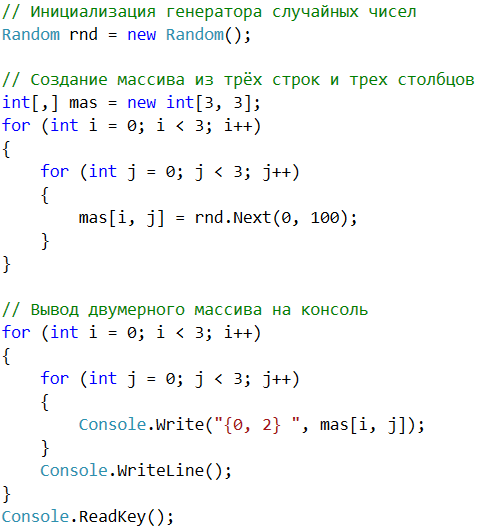 // Инициализация генератора случайных чисел
Random rnd = new Random();

// Создание массива из трёх строк и трех столбцов
int[,] mas = new int[3, 3];
for (int i = 0; i < 3; i++)
{
    for (int j = 0; j < 3; j++)
    {
        mas[i, j] = rnd.Next(0, 100);
    }
}

// Вывод двумерного массива на консоль
for (int i = 0; i < 3; i++)
{
    for (int j = 0; j < 3; j++)
    {
        Console.Write("{0, 2} ", mas[i, j]);
    }
    Console.WriteLine();
}
Console.ReadKey();